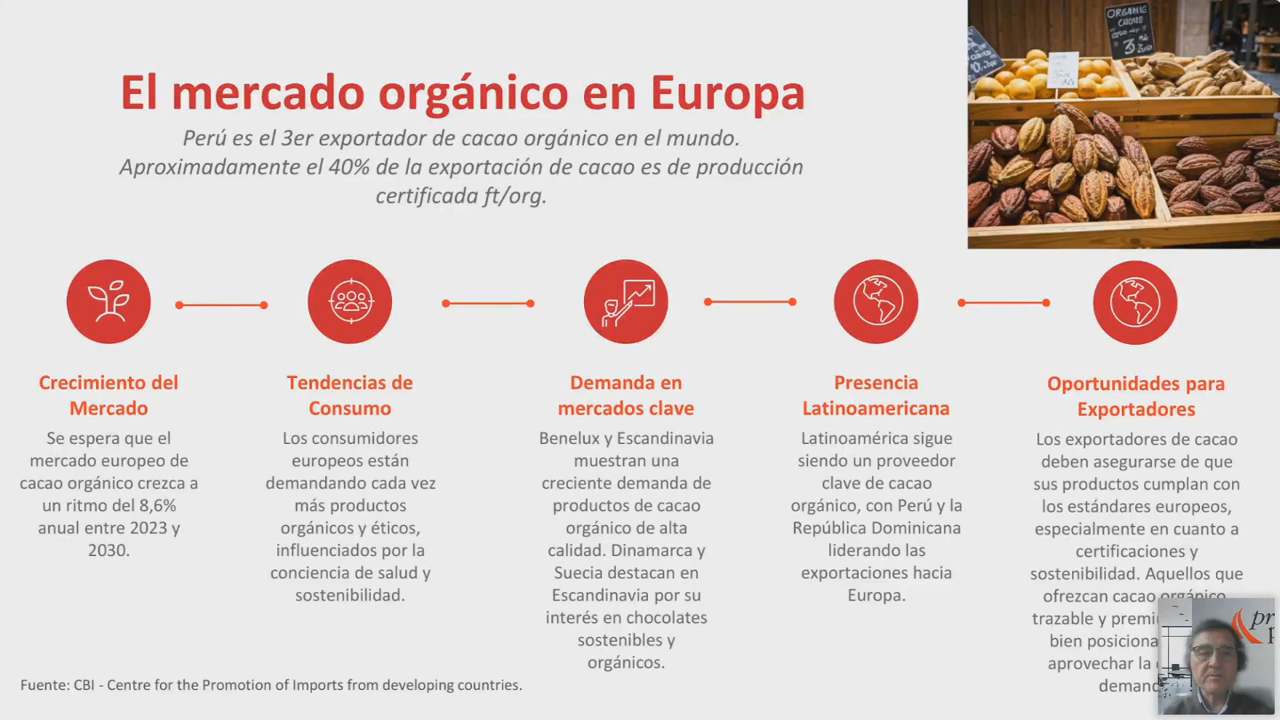 El mercado orgánico en Europa
Perú es el 3er exportador de cacao orgánico en el mundo.
Aproximadamente el 40% de la exportación de cacao es de producción
certificada ft/org.
ORGANIC
Crecimiento del
Mercado
Se espera que el
mercado europeo de
cacao orgánico crezca a
un ritmo del 8,6%
anual entre 2023 y
2030.
Tendencias de
Consumo
Los consumidores
europeos están
demandando cada vez
más productos
orgánicos y éticos,
influenciados por la
conciencia de salud y
sostenibilidad.
Demanda en
mercados clave
Benelux y Escandinavia
muestran una
creciente demanda de
productos de cacao
orgánico de alta
calidad. Dinamarca y
Suecia destacan en
Escandinavia por su
interés en chocolates
sostenibles y
orgánicos.
Presencia
Latinoamericana
Latinoamérica sigue
siendo un proveedor
clave de cacao
orgánico, con Perú y la
República Dominicana
liderando las
exportaciones hacia
Europa.
Oportunidades para
Exportadores
Los exportadores de cacao
deben asegurarse de que
sus productos cumplan con
los estándares europeos,
especialmente en cuanto a
certificaciones y
sostenibilidad. Aquellos que
ofrezcan cacao orgánico
trazable y
bien
aprovechar la
Fuente: CBI - Centre for the Promotion of Imports from developing countries.